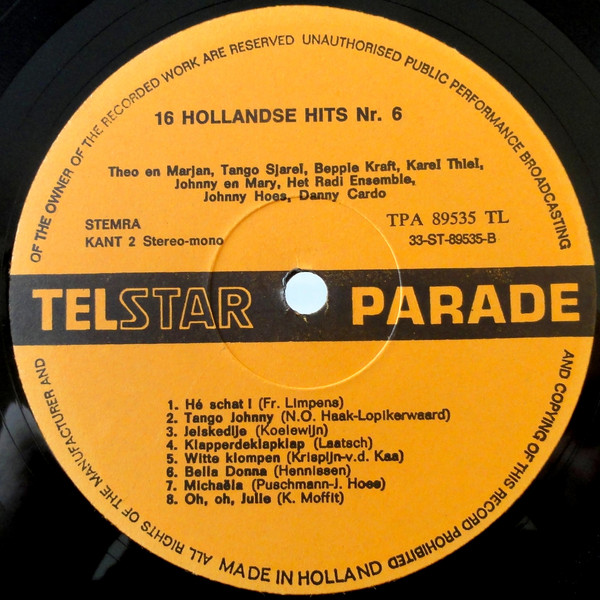 ALL RIGHTS OF THE MANUFACTURER AND OF THE OWNER OF THE RECORDED WORK ARE RESERVED UNAUTHORISED PUBLIC PERFORMANCE BROADCASTING AND COPYING OF THIS RECORD PROHIBITED
16 HOLLANDSE HITS Nr. 6
Theo en Marjan, Tango Sjareï, Beppie Kraft, Kareï Thieï,
Johnny en Mary, Het Radi Ensemble,
Johnny Hoes, Danny Cardo
STEMRA
TPA 89535 TL
KANT 2 Stereo-mono
33-ST-89535-B
TELSTAR PARADE
1. Hé schat ! (Fr. Limpens)
2. Tango Johnny (N.O. Haak-Lopikerwaard)
3. Jelskedije (Koelewijn)
4. Klapperdeklapklap (Laatsch)
5. Witte klompen (Krispijn-v.d. Kaa)
6. Bella Donna (Hennissen)
7. Michaëla (Puschmann-J. Hoes)
8. Oh, oh, Julie (K. Moffit)
MADE IN HOLLAND